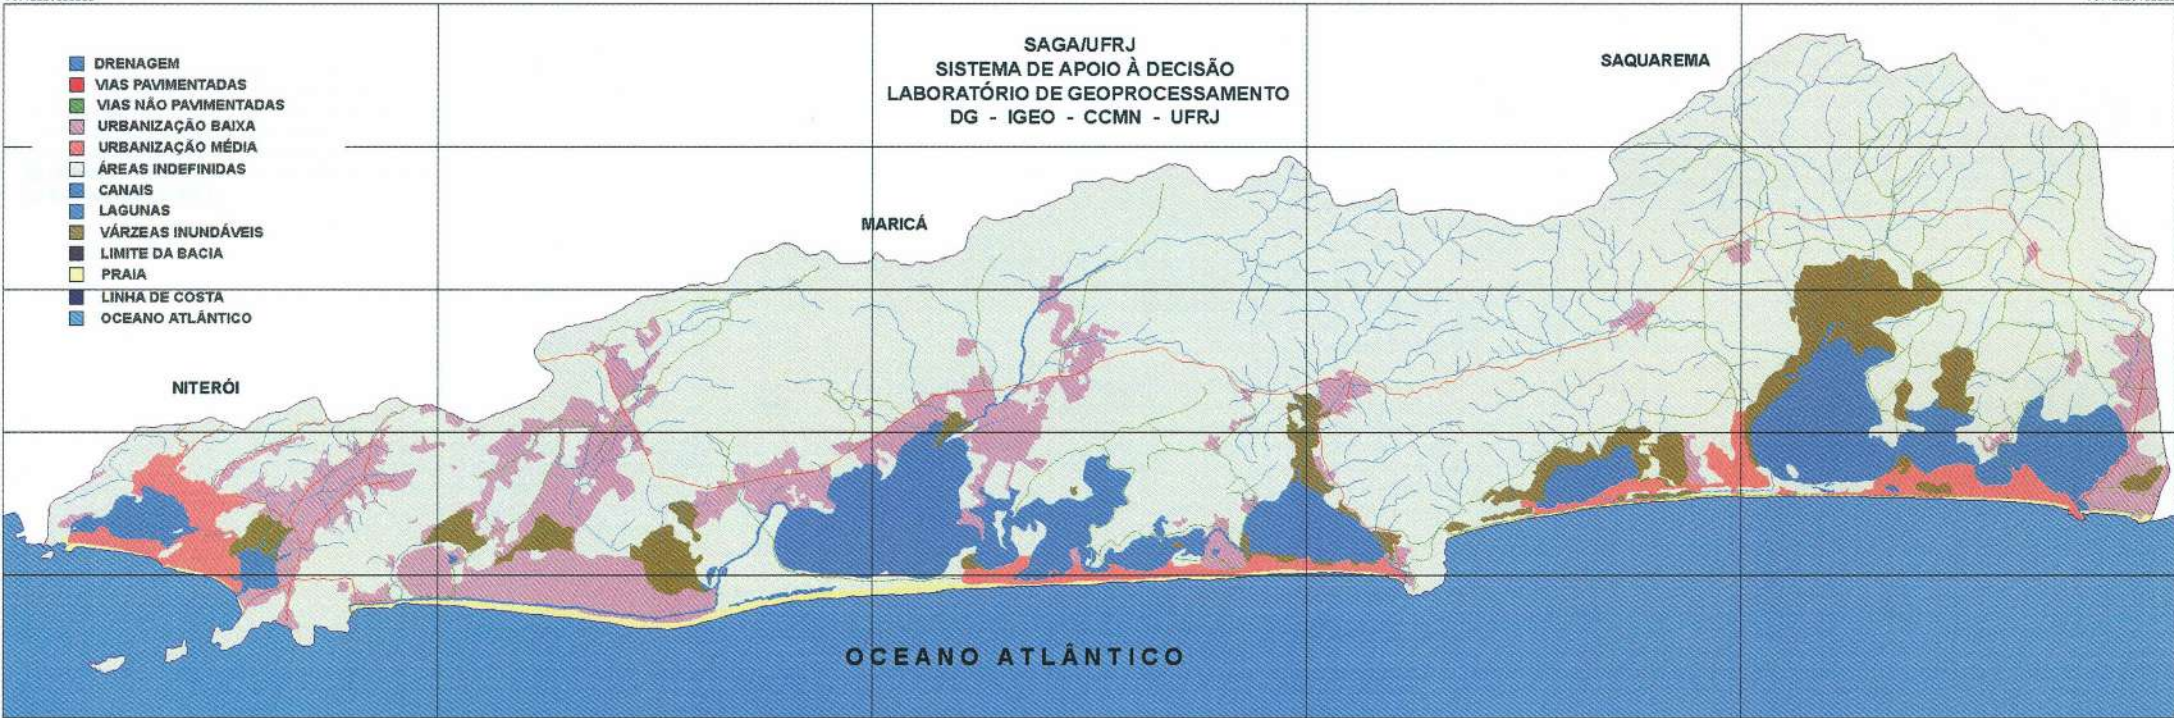 DRENAGEM
VIAS PAVIMENTADAS
VIAS NÃO PAVIMENTADAS
URBANIZAÇÃO BAIXA
URBANIZAÇÃO MÉDIA
ÁREAS INDEFINIDAS
CANAIS
LAGUNAS
VÁRZEAS INUNDÁVEIS
LIMITE DA BACIA
PRAIA
LINHA DE COSTA
OCEANO ATLÂNTICO
SAGA/UFRJ
SISTEMA DE APOIO À DECISÃO
LABORATÓRIO DE GEOPROCESSAMENTO
DG - IGEO - CCMN - UFRJ
SAQUAREMA
MARICÁ
NITERÓI
OCEANO ATLÂNTICO